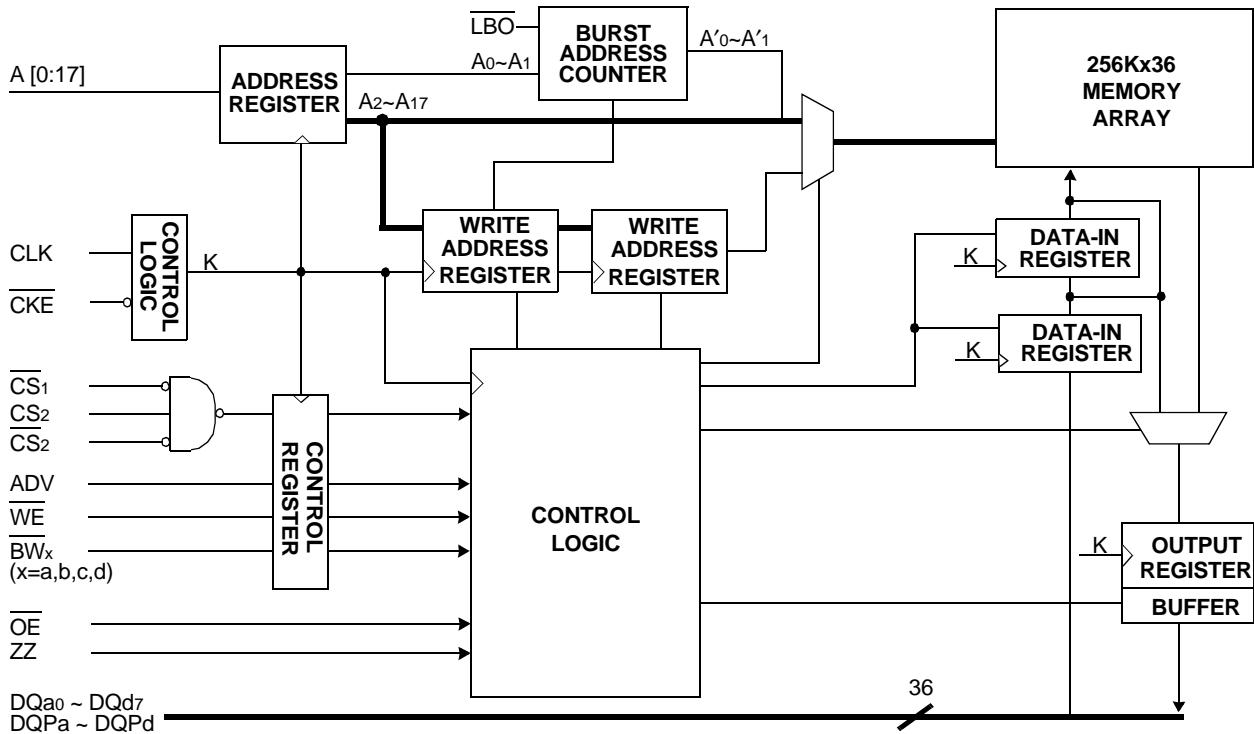 LBO
BURST
ADDRESS
COUNTER
A′0~A′1
A [0:17]
ADDRESS
REGISTER
A0~A1
A2~A17
256Kx36
MEMORY
ARRAY
WRITE
ADDRESS
REGISTER
WRITE
ADDRESS
REGISTER
DATA-IN
REGISTER
K
DATA-IN
REGISTER
K
CLK
CKE
CONTROL
LOGIC
K
CS1
CS2
CS2
ADV
WE
BWx
(x=a,b,c,d)
CONTROL
REGISTER
CONTROL
LOGIC
K
OUTPUT
REGISTER
BUFFER
OE
ZZ
36
DQa0 ~ DQd7
DQPa ~ DQPd